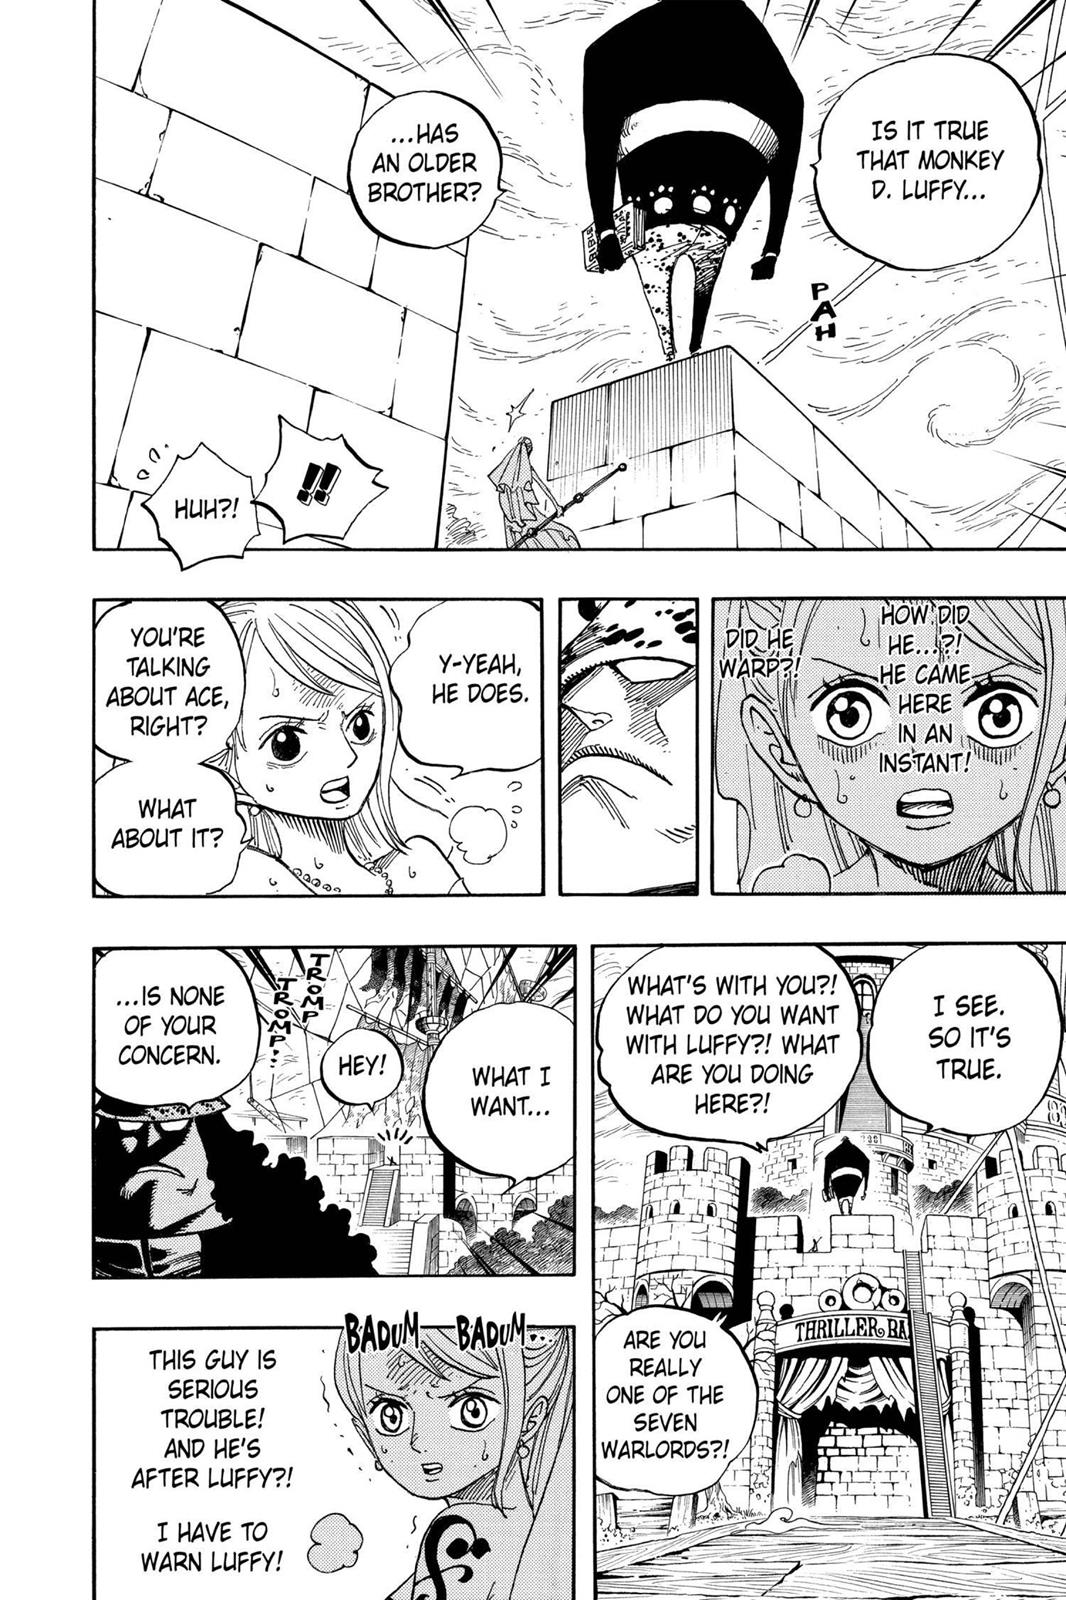 IS IT TRUE
THAT MONKEY
D. LUFFY...
...HAS
AN OLDER
BROTHER?
BIBLE
PAH
!!
HUH?!
HOW DID
HE...?!
HE CAME
HERE
IN AN
INSTANT!
DID HE
WARP?!
Y-YEAH,
HE DOES.
YOU'RE
TALKING
ABOUT ACE,
RIGHT?
WHAT
ABOUT IT?
I SEE.
SO IT'S
TRUE.
WHAT'S WITH YOU?!
WHAT DO YOU WANT
WITH LUFFY?! WHAT
ARE YOU DOING
HERE?!
THRILLER BA
ARE YOU
REALLY
ONE OF THE
SEVEN
WARLORDS?!
WHAT I
WANT...
HEY!
TROMP
TROMP!
...IS NONE
OF YOUR
CONCERN.
BADUM BADUM
THIS GUY IS
SERIOUS
TROUBLE!
AND HE'S
AFTER LUFFY?!
I HAVE TO
WARN LUFFY!